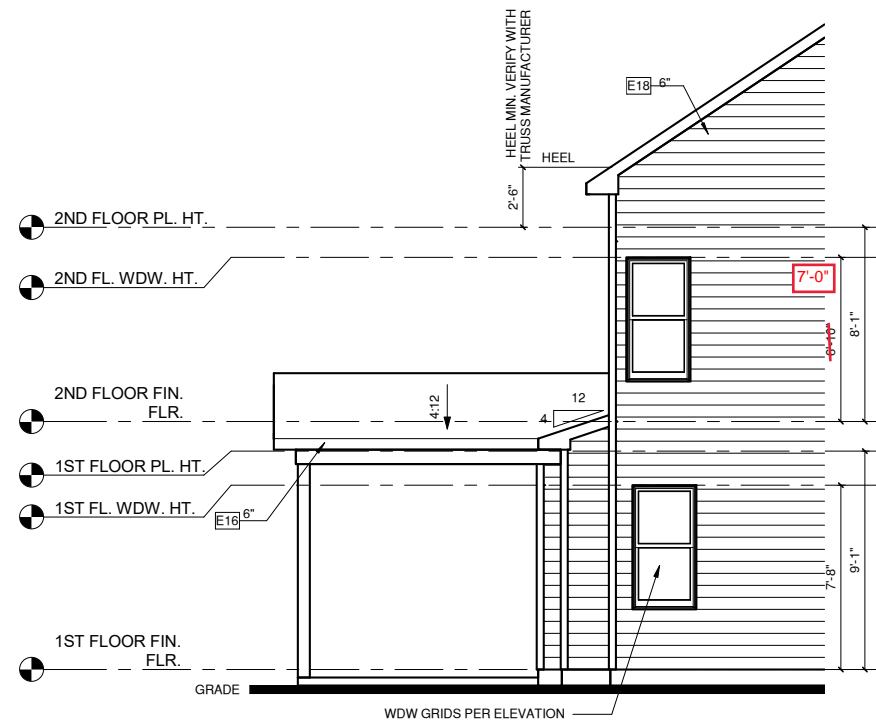 HEEL MIN. VERIFY WITH
TRUSS MANUFACTURER
E18
6"
HEEL
2'-6"
2ND FLOOR PL. HT.
2ND FL. WDW. HT.
7'-0"
6'-10"
8'-1"
2ND FLOOR FIN.
FLR.
4:12
12
4
1ST FLOOR PL. HT.
1ST FL. WDW. HT.
E16
6"
7'-8"
9'-1"
1ST FLOOR FIN.
FLR.
GRADE
WDW GRIDS PER ELEVATION